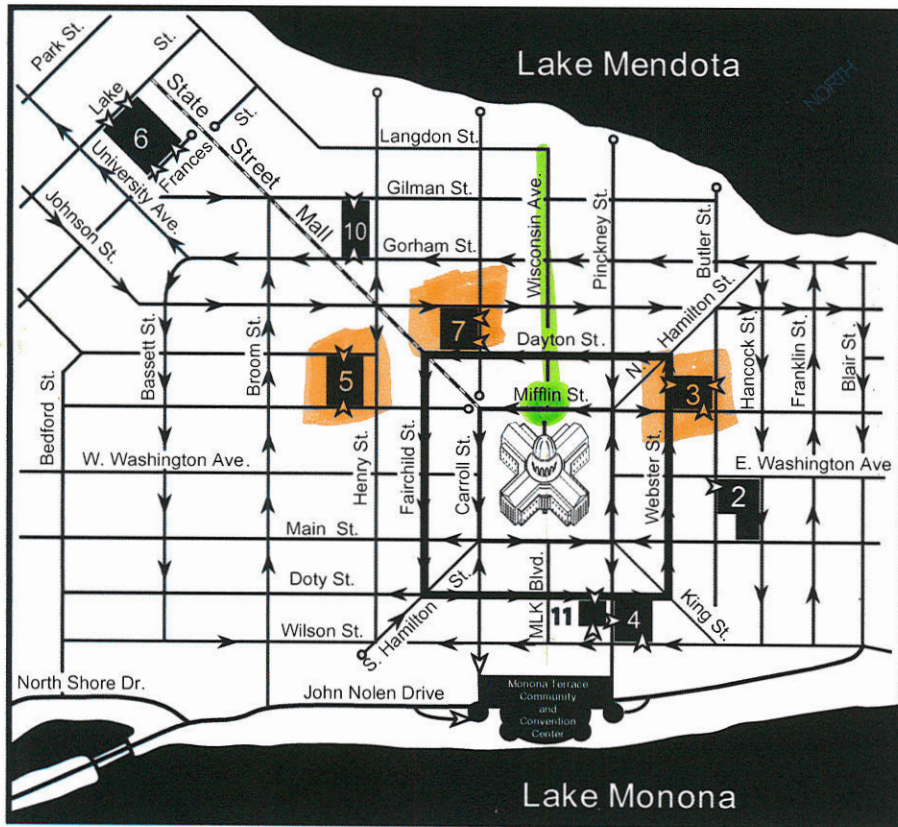 Lake Mendota
NORTH
Park St.
St.
Lake
State
Street
Mall
6
Frances
St.
University Ave.
Johnson St.
Langdon St.
Gilman St.
10
Gorham St.
Wisconsin Ave.
Pinckney St.
Butler St.
N. Hamilton St.
7
Dayton St.
5
Mifflin St.
3
Bedford St.
Bassett St.
Broom St.
Henry St.
Fairchild St.
Carroll St.
Webster St.
Hancock St.
Franklin St.
Blair St.
W. Washington Ave.
E. Washington Ave
2
Main St.
Doty St.
Wilson St.
S. Hamilton St.
MLK Blvd.
11
4
King St.
North Shore Dr.
John Nolen Drive
Monona Terrace
Community
and
Convention
Center
Lake Monona